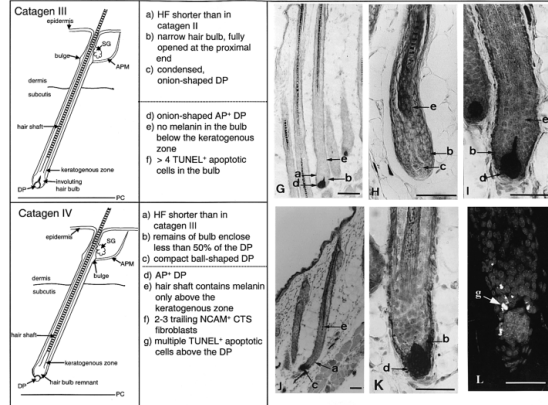 Catagen III
epidermis
SG
bulge
APM
dermis
subcutis
hair shaft
keratogenous zone
involuting
hair bulb
DP
PC
a) HF shorter than in
catagen II
b) narrow hair bulb, fully
opened at the proximal
end
c) condensed,
onion-shaped DP
d) onion-shaped AP⁺ DP
e) no melanin in the bulb
below the keratogenous
zone
f) > 4 TUNEL⁺ apoptotic
cells in the bulb
Catagen IV
epidermis
SG
APM
bulge
dermis
subcutis
hair shaft
keratogenous zone
hair bulb remnant
DP
PC
a) HF shorter than in
catagen III
b) remains of bulb enclose
less than 50% of the DP
c) compact ball-shaped DP
d) AP⁺ DP
e) hair shaft contains melanin
only above the
keratogenous zone
f) 2-3 trailing NCAM⁺ CTS
fibroblasts
g) multiple TUNEL⁺ apoptotic
cells above the DP
e
a
b
d
G
e
b
c
H
e
b
d
I
e
a
c
J
b
d
K
g
L